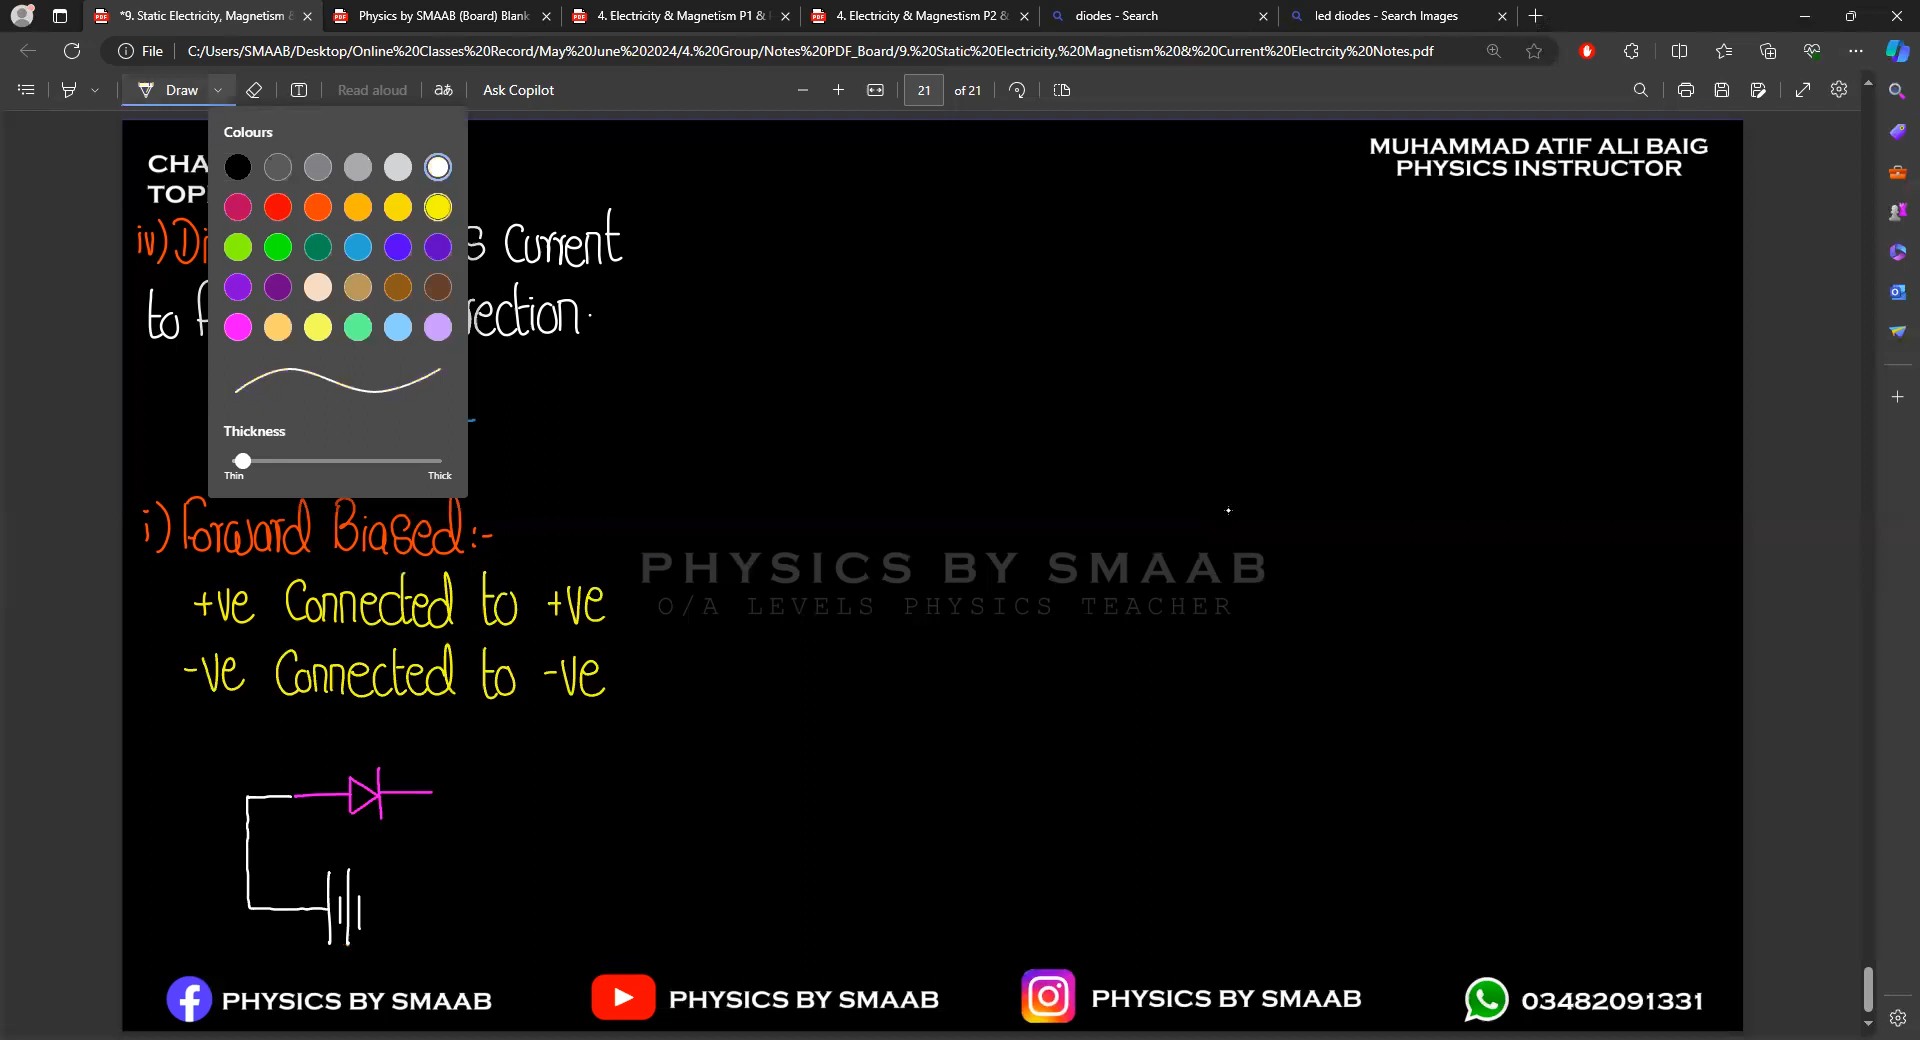 *9. Static Electricity, Magnetism &
Physics by SMAAB (Board) Blank
4. Electricity & Magnetism P1 &
4. Electricity & Magnestism P2 &
diodes - Search
led diodes - Search Images
File
C:/Users/SMAAB/Desktop/Online%20Classes%20Record/May%20June%202024/4.%20Group/Notes%20PDF_Board/9.%20Static%20Electricity,%20Magnetism%20&%20Current%20Electrcity%20Notes.pdf
Draw
Read aloud
aあ
Ask Copilot
21
of 21
Colours
Thickness
Thin
Thick
CHA
TOP
MUHAMMAD ATIF ALI BAIG
PHYSICS INSTRUCTOR
iv) Di
s Current
to f
rection.
i) Forward Biased:-
+ve Connected to +ve
-ve Connected to -ve
PHYSICS BY SMAAB
O/A LEVELS PHYSICS TEACHER
PHYSICS BY SMAAB
PHYSICS BY SMAAB
PHYSICS BY SMAAB
03482091331